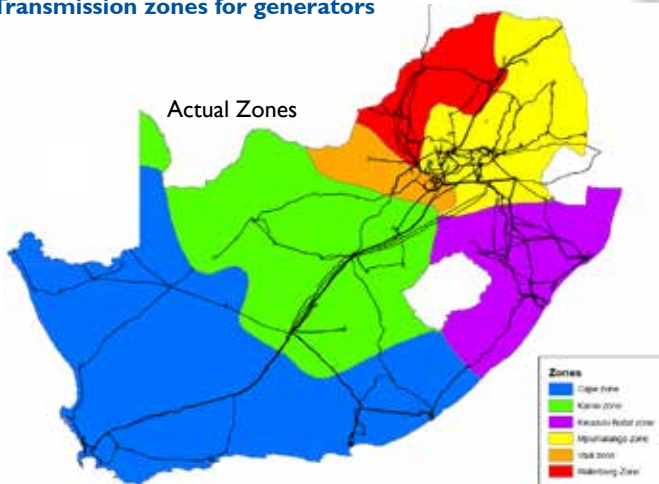 Transmission zones for generators
Actual Zones
Zones
Cape zone
Karoo zone
Kwazulu-Natal zone
Mpumalanga zone
Vaal zone
Waterberg Zone